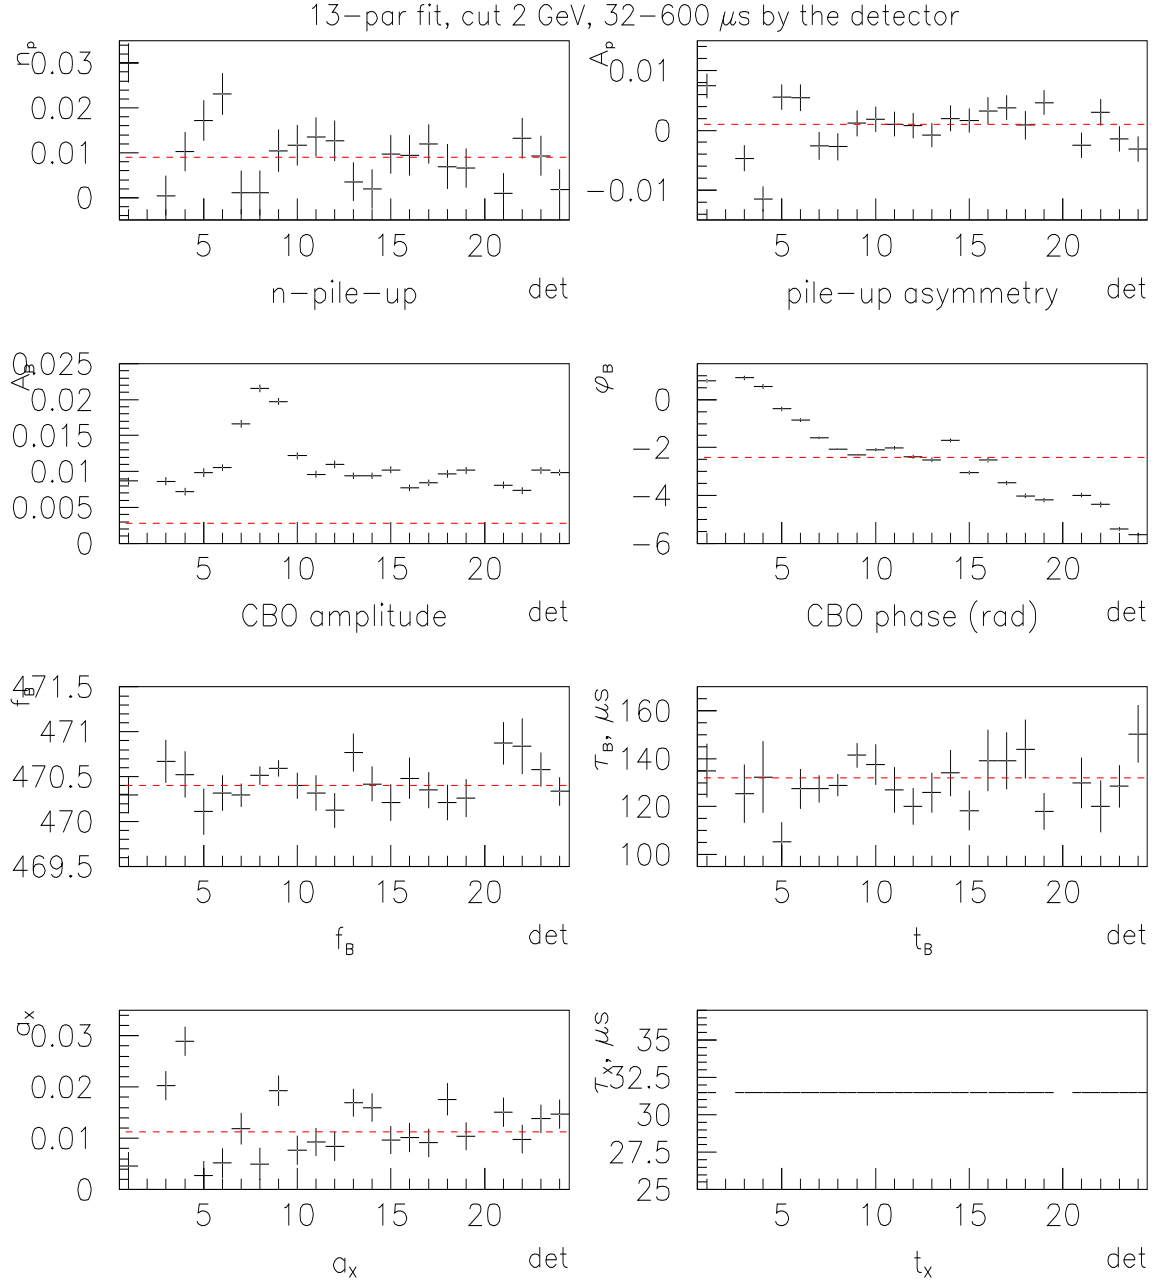 13-par fit, cut 2 GeV, 32-600 μs by the detector
n_p
0.03
0.02
0.01
0
5 10 15 20
n-pile-up det
A_p
0.01
0
-0.01
5 10 15 20
pile-up asymmetry det
A_B
0.025
0.02
0.015
0.01
0.005
0
5 10 15 20
CBO amplitude det
φ_B
0
-2
-4
-6
5 10 15 20
CBO phase (rad) det
f_B
471.5
471
470.5
470
469.5
5 10 15 20
f_B det
τ_B, μs
160
140
120
100
5 10 15 20
t_B det
a_x
0.03
0.02
0.01
0
5 10 15 20
a_x det
τ_x, μs
35
32.5
30
27.5
25
5 10 15 20
t_x det